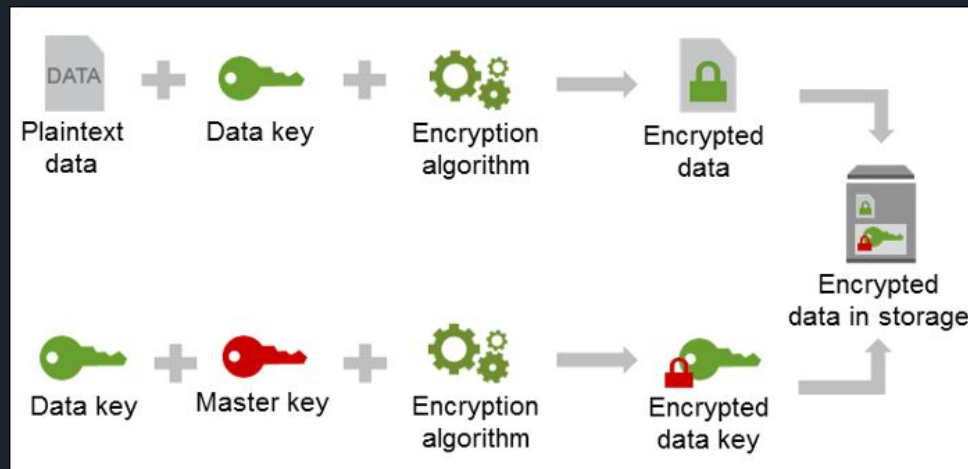 DATA
Plaintext
data
Data key
Encryption
algorithm
Encrypted
data
Encrypted
data in storage
Data key
Master key
Encryption
algorithm
Encrypted
data key